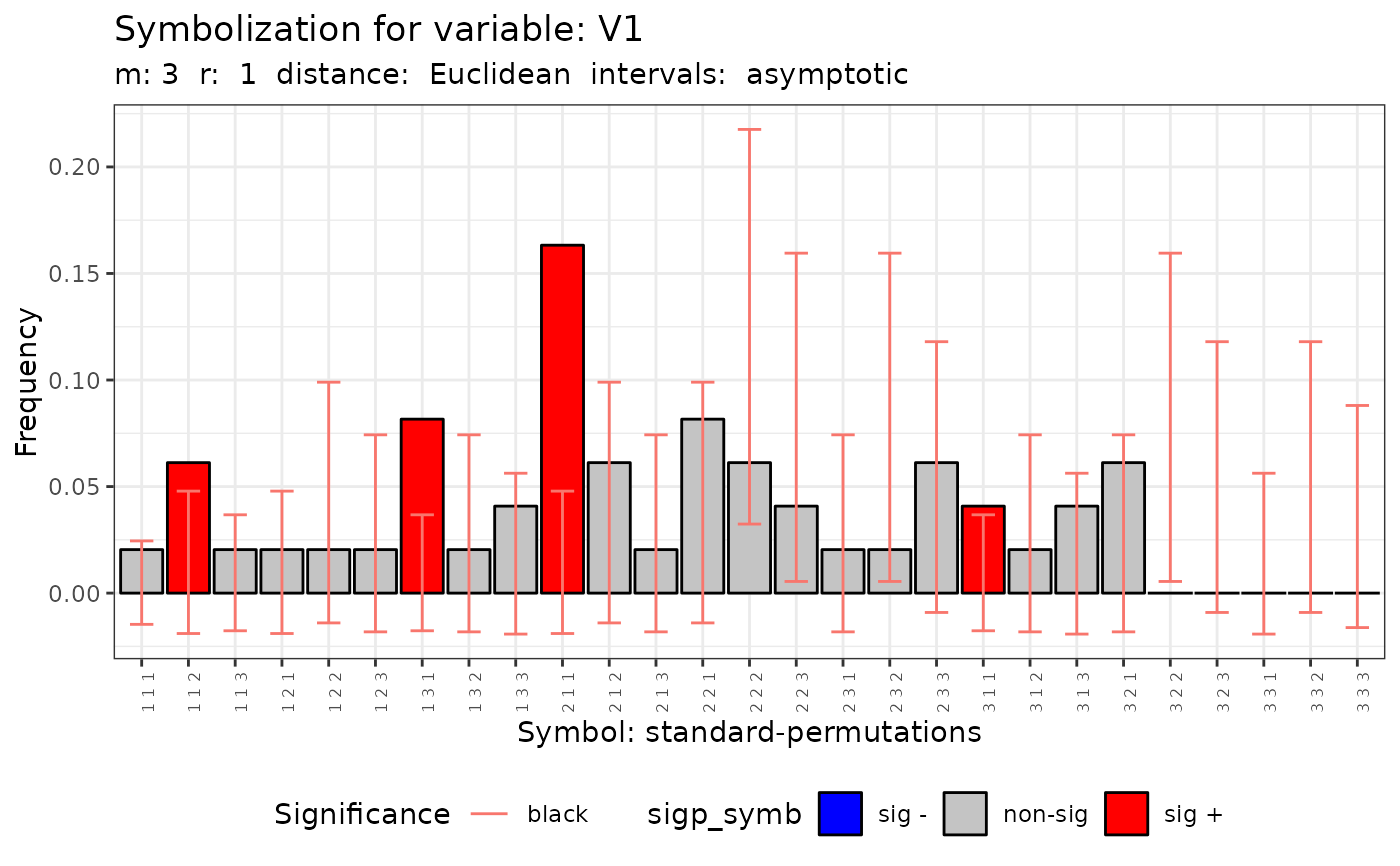 Symbolization for variable: V1
m: 3  r:  1  distance:  Euclidean  intervals:  asymptotic
Frequency
0.20
0.15
0.10
0.05
0.00
1 1 1
1 1 2
1 1 3
1 2 1
1 2 2
1 2 3
1 3 1
1 3 2
1 3 3
2 1 1
2 1 2
2 1 3
2 2 1
2 2 2
2 2 3
2 3 1
2 3 2
2 3 3
3 1 1
3 1 2
3 1 3
3 2 1
3 2 2
3 2 3
3 3 1
3 3 2
3 3 3
Symbol: standard-permutations
Significance black sigp_symb sig - non-sig sig +